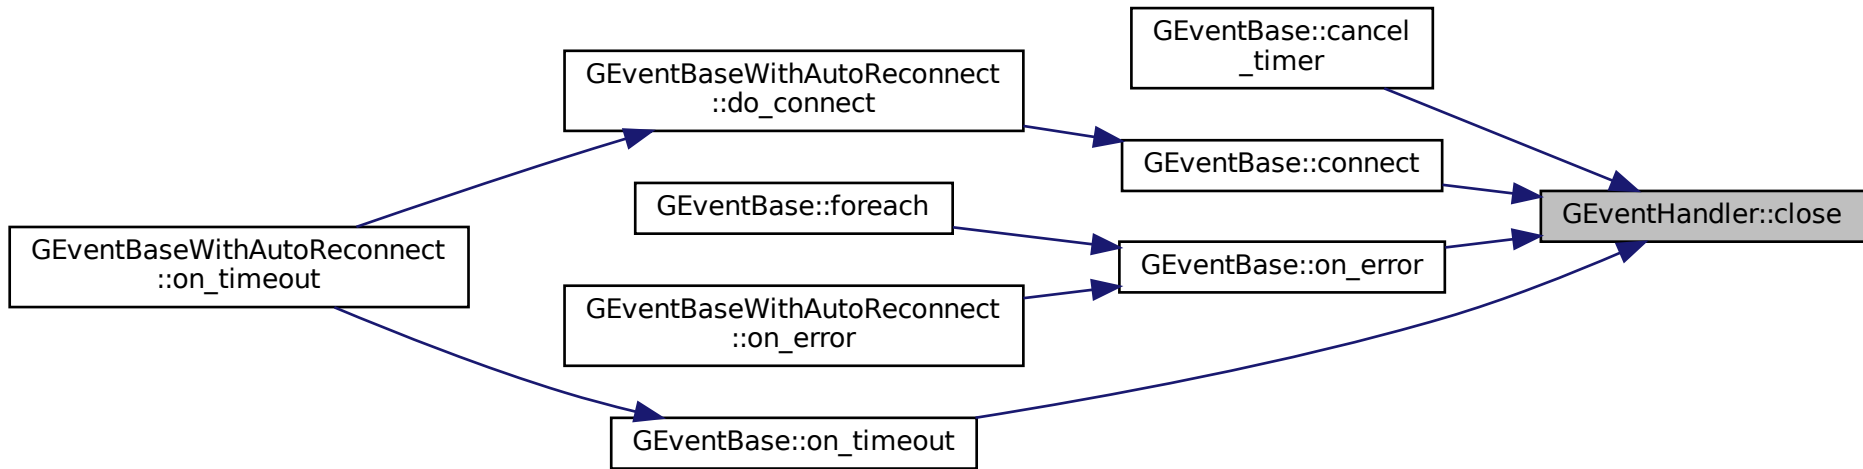 GEventBase::cancel
_timer
GEventBaseWithAutoReconnect
::do_connect
GEventBase::connect
GEventBase::foreach
GEventHandler::close
GEventBaseWithAutoReconnect
::on_timeout
GEventBase::on_error
GEventBaseWithAutoReconnect
::on_error
GEventBase::on_timeout